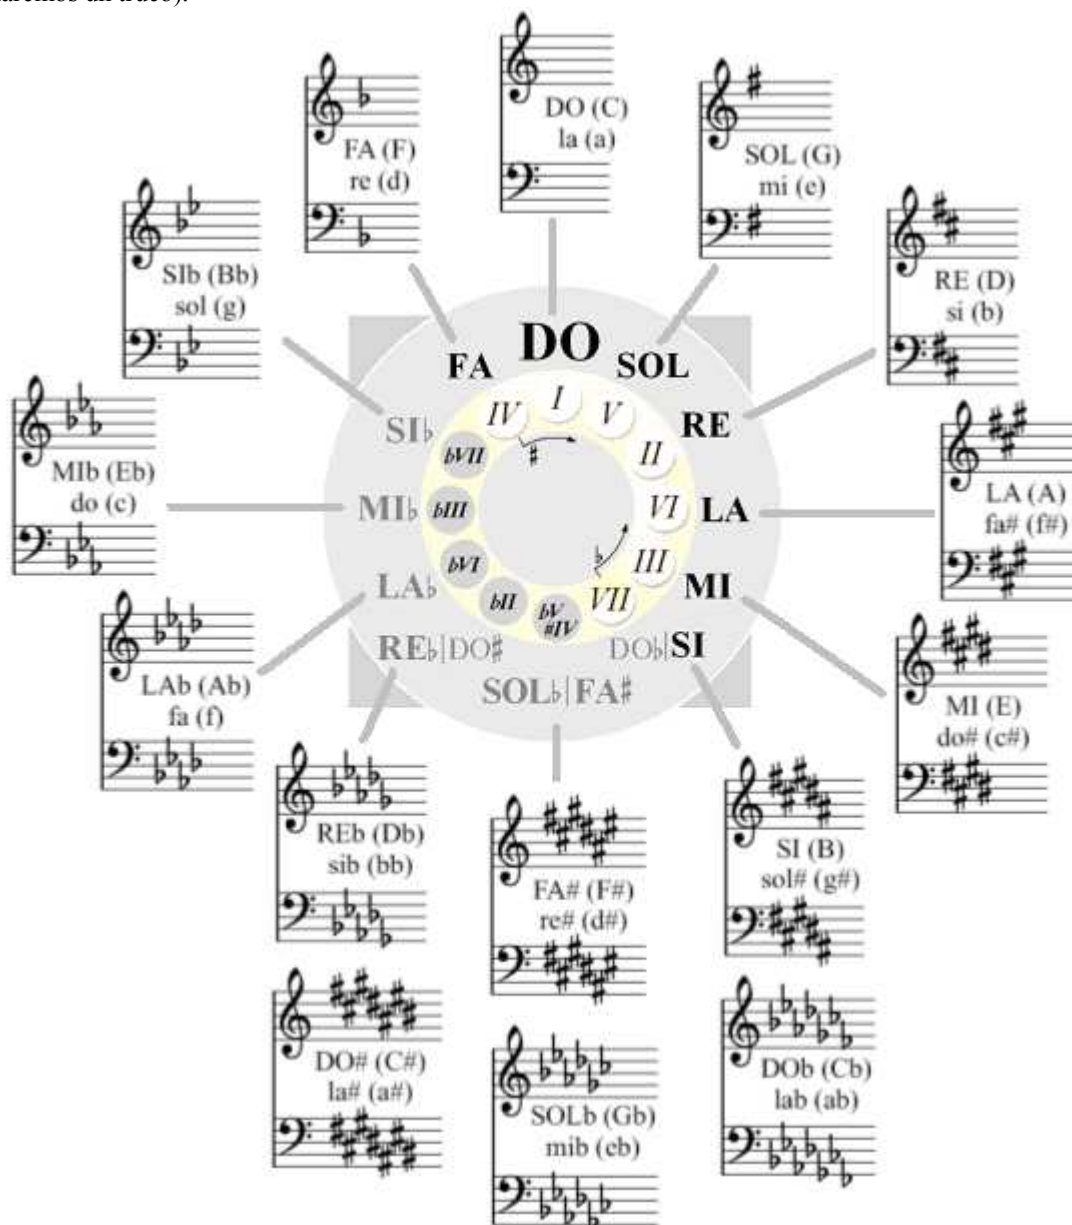 aremos un truco).
DO (C)
la (a)
FA (F)
re (d)
SOL (G)
mi (e)
SIb (Bb)
sol (g)
RE (D)
si (b)
MIb (Eb)
do (c)
LA (A)
fa# (f#)
DO
FA
SOL
SI♭
RE
MI♭
LA
LA♭
MI
RE♭|DO♯
DO♭|SI
SOL♭|FA♯
IV
I
V
♭VII
♯
II
♭III
VI
♭VI
♭
III
♭II
♭V
#IV
VII
LAb (Ab)
fa (f)
MI (E)
do# (c#)
REb (Db)
sib (bb)
FA# (F#)
re# (d#)
SI (B)
sol# (g#)
DO# (C#)
la# (a#)
SOLb (Gb)
mib (eb)
DOb (Cb)
lab (ab)